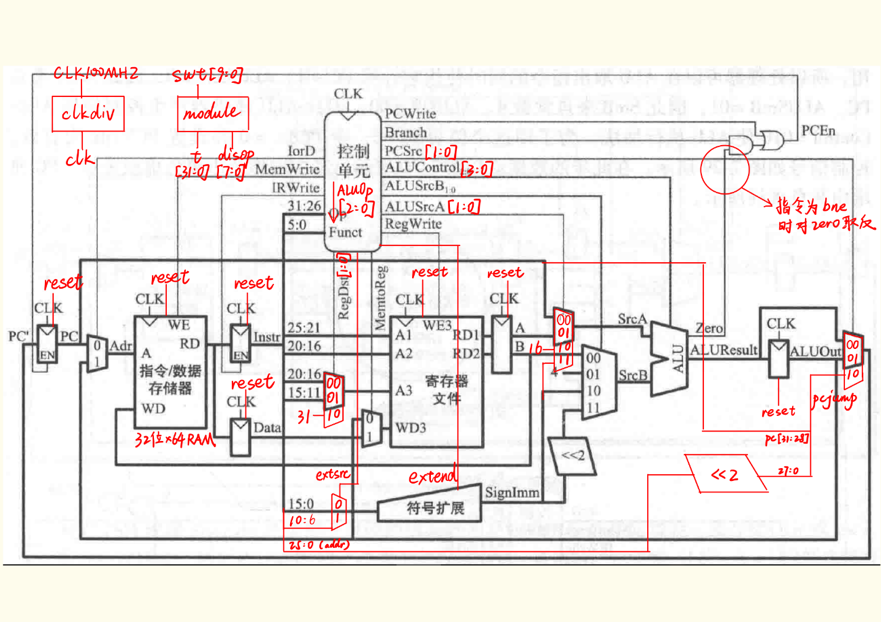 CLK100MHZ
swt[9:0]
clkdiv
module
clk
t
[31:0]
disop
[7:0]
CLK
控制
单元
ALUOp
[2:0]
Op
Funct
IorD
MemWrite
IRWrite
31:26
5:0
PCWrite
Branch
PCSrc [1:0]
ALUControl [3:0]
ALUSrcB1:0
ALUSrcA [1:0]
RegWrite
PCEn
指令为bne
时对zero取反
RegDst [1:0]
MemtoReg
reset
CLK
PC'
EN
PC
0
1
Adr
reset
CLK
WE
A
RD
指令/数据
存储器
WD
32位×64RAM
reset
CLK
EN
Instr
reset
CLK
Data
25:21
20:16
20:16
15:11
31
00
01
10
0
1
reset
CLK
WE3
A1
A2
A3
WD3
RD1
RD2
寄存器
文件
reset
CLK
A
B
16
00
01
10
11
4
00
01
10
11
SrcA
SrcB
ALU
Zero
ALUResult
CLK
ALUOut
reset
00
01
10
pcjump
pc[31:28]
<<2
<<2
27:0
extsrc
extend
0
1
15:0
10:6
25:0 (addr)
符号扩展
SignImm